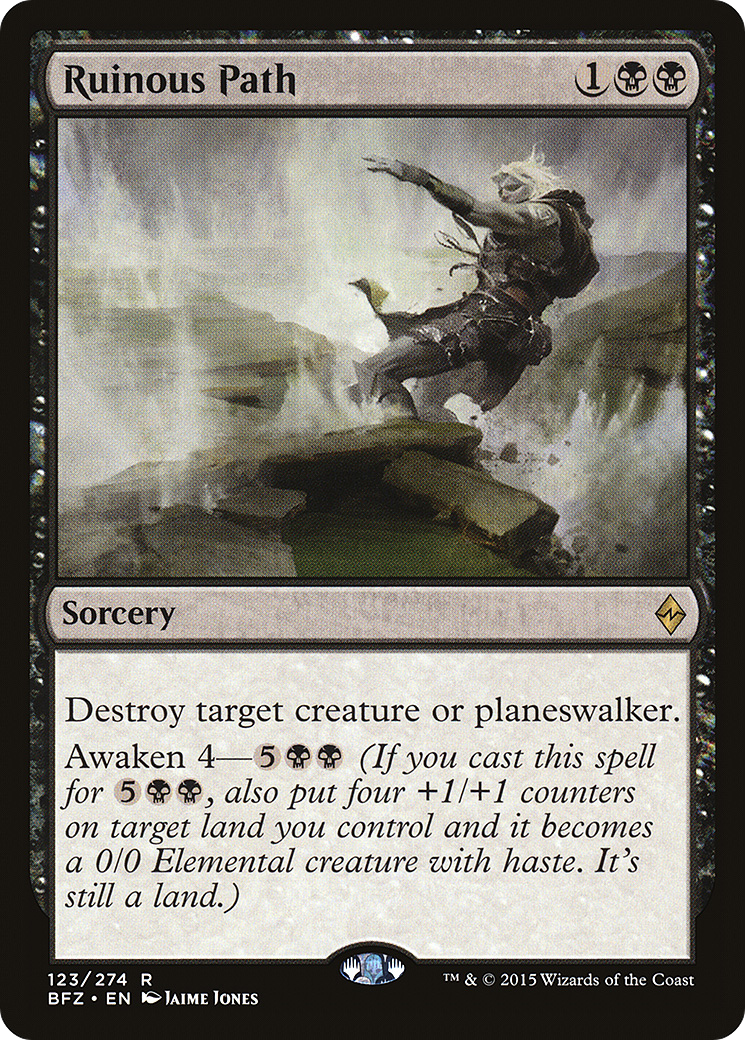 Ruinous Path
1
Sorcery
Destroy target creature or planeswalker.
Awaken 4—5 (If you cast this spell
for 5, also put four +1/+1 counters
on target land you control and it becomes
a 0/0 Elemental creature with haste. It's
still a land.)
123/274 R
BFZ • EN JAIME JONES
™ & © 2015 Wizards of the Coast